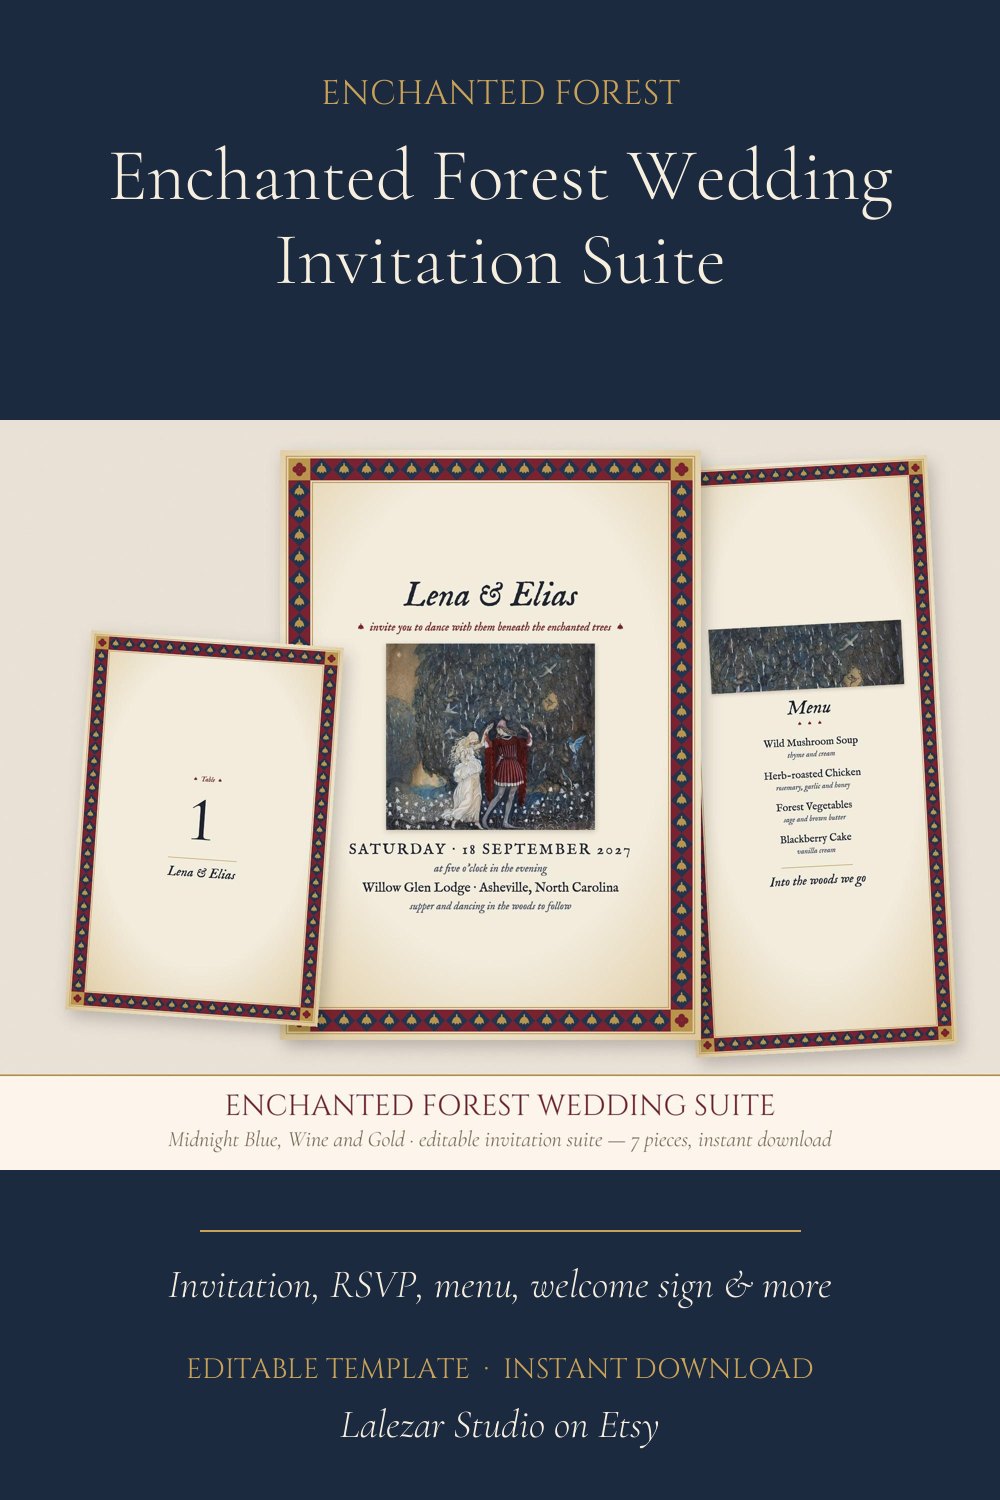 ENCHANTED FOREST
Enchanted Forest Wedding
Invitation Suite
Lena & Elias
invite you to dance with them beneath the enchanted trees
SATURDAY · 18 SEPTEMBER 2027
at five o'clock in the evening
Willow Glen Lodge · Asheville, North Carolina
supper and dancing in the woods to follow
Table
1
Lena & Elias
Menu
Wild Mushroom Soup
thyme and cream
Herb-roasted Chicken
rosemary, garlic and honey
Forest Vegetables
sage and brown butter
Blackberry Cake
vanilla cream
Into the woods we go
ENCHANTED FOREST WEDDING SUITE
Midnight Blue, Wine and Gold · editable invitation suite — 7 pieces, instant download
Invitation, RSVP, menu, welcome sign & more
EDITABLE TEMPLATE · INSTANT DOWNLOAD
Lalezar Studio on Etsy